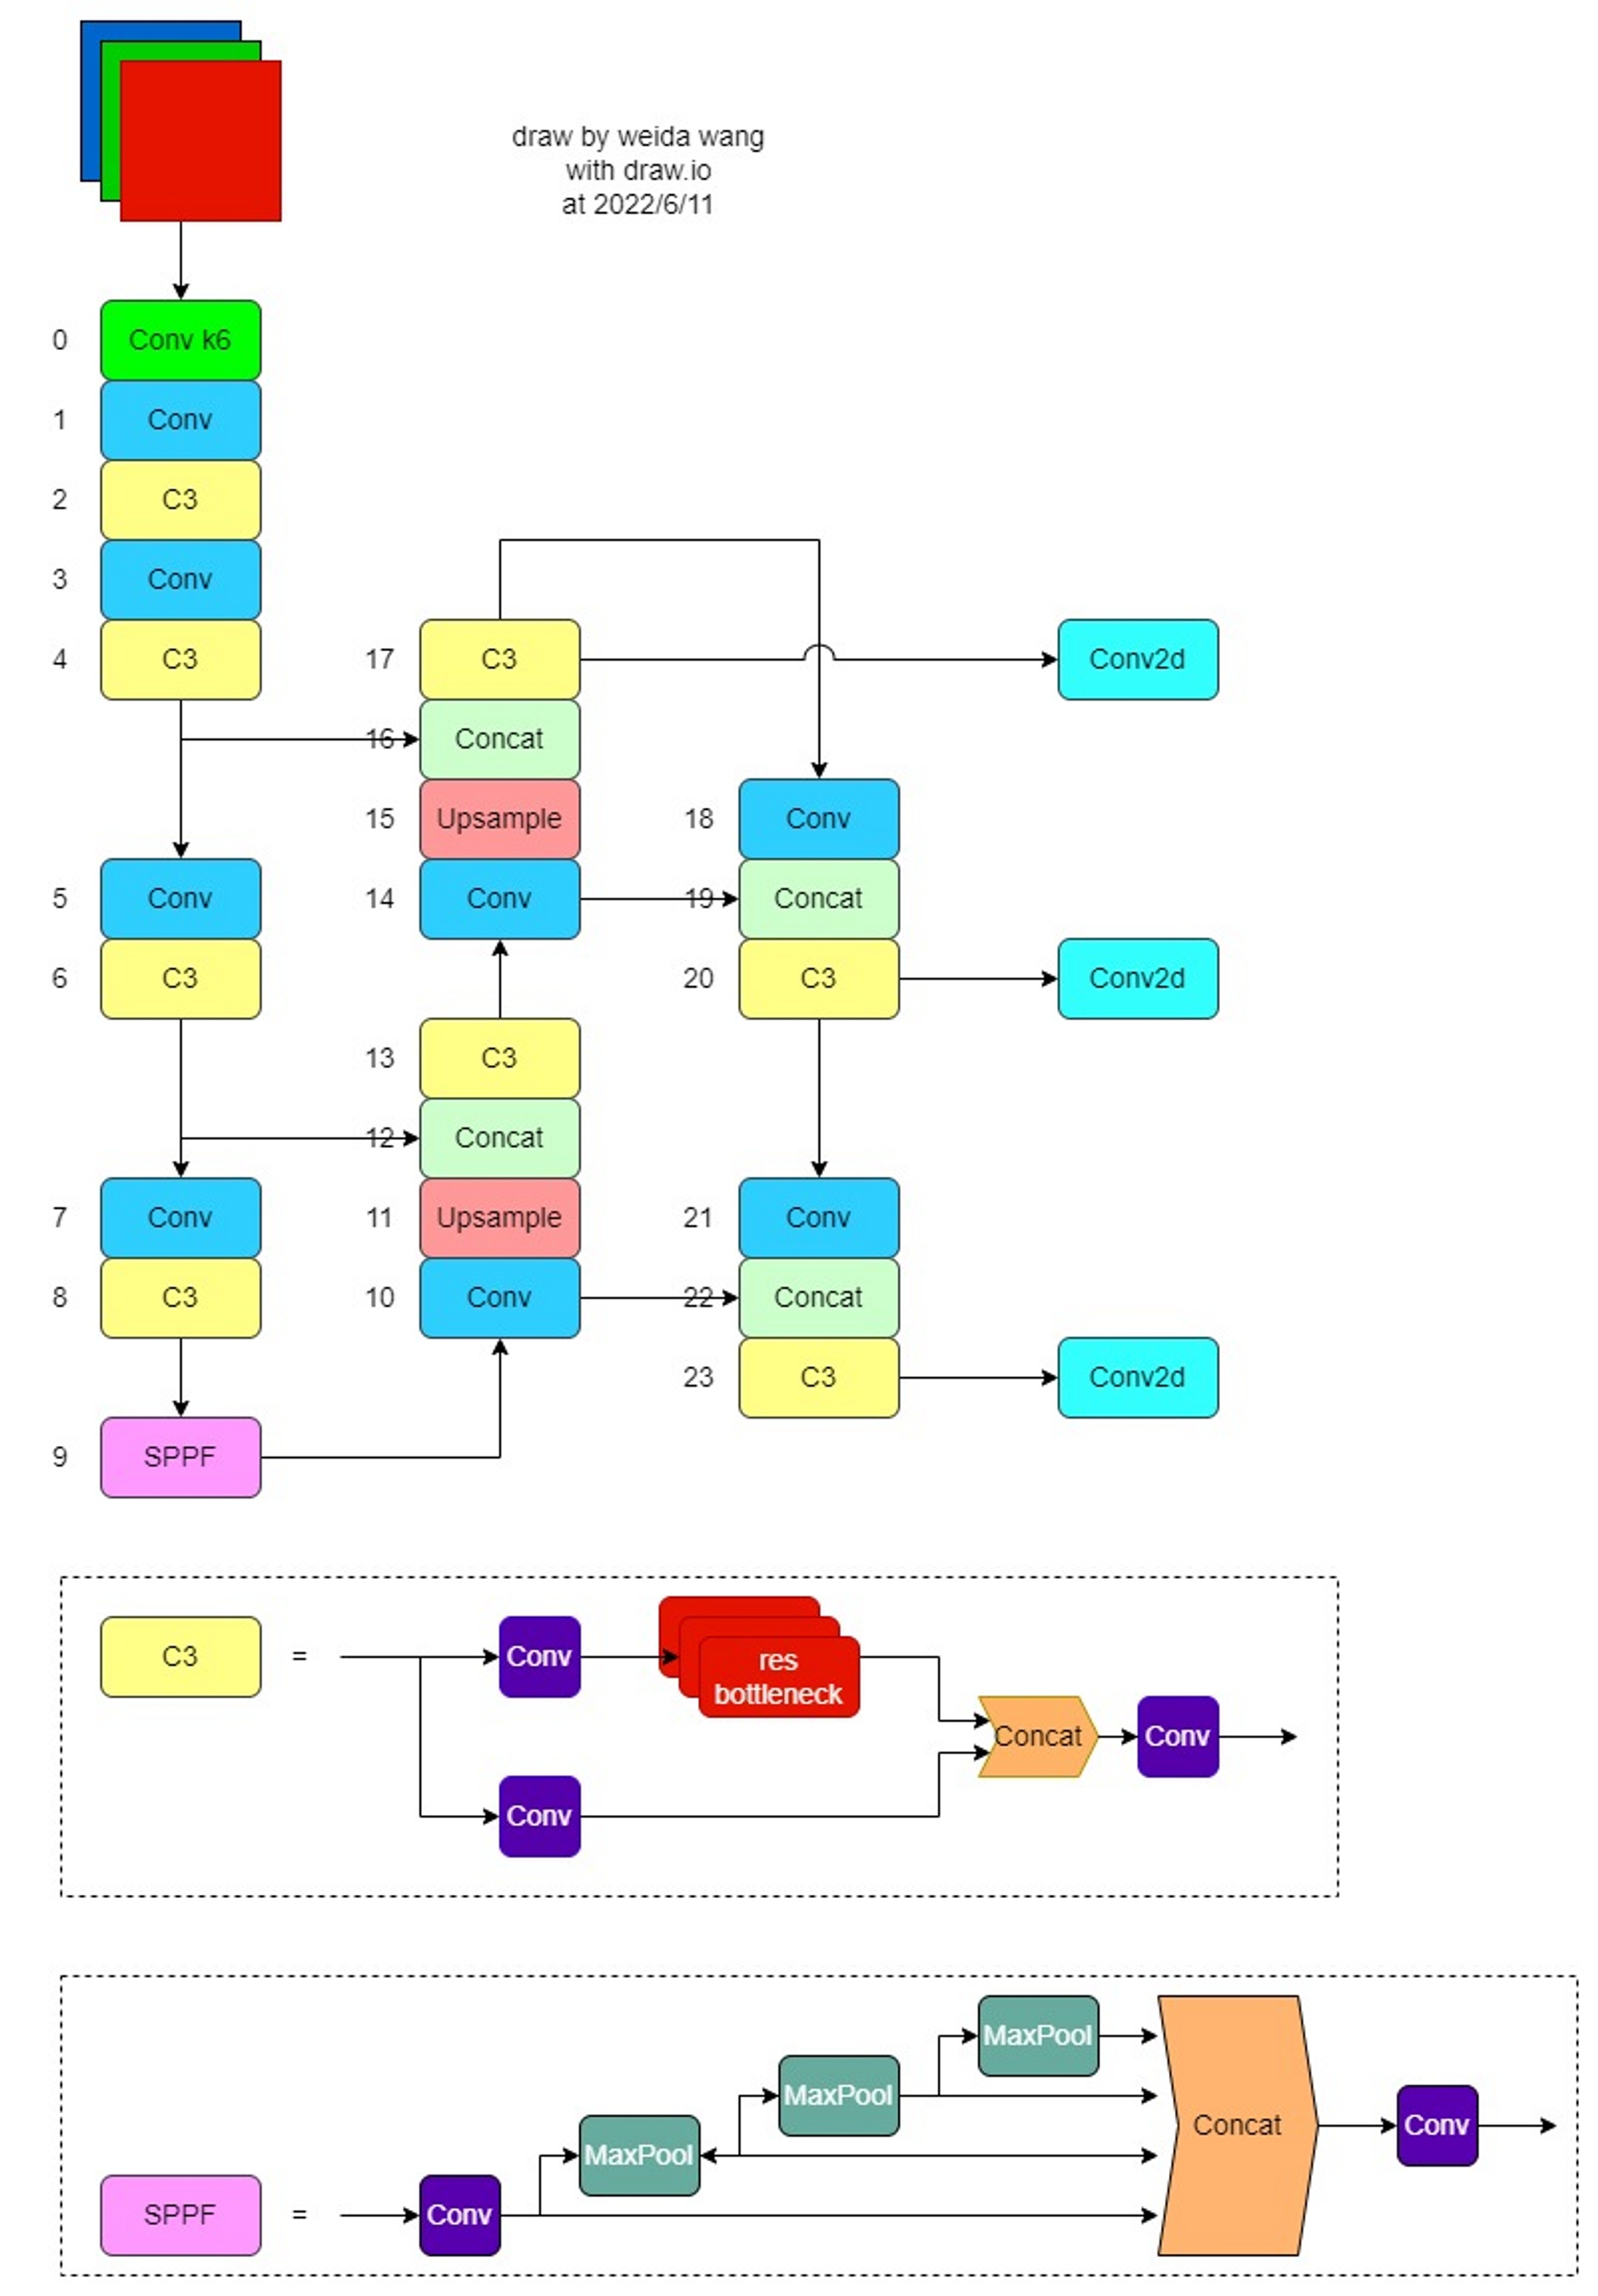 draw by weida wang
with draw.io
at 2022/6/11
0 Conv k6
1 Conv
2 C3
3 Conv
4 C3
17 C3 Conv2d
16 Concat
15 Upsample 18 Conv
5 Conv 14 Conv 19 Concat
6 C3 20 C3 Conv2d
13 C3
12 Concat
7 Conv 11 Upsample 21 Conv
8 C3 10 Conv 22 Concat
23 C3 Conv2d
9 SPPF
C3 = Conv res
bottleneck
Concat Conv
Conv
MaxPool
MaxPool
Concat Conv
MaxPool
SPPF = Conv